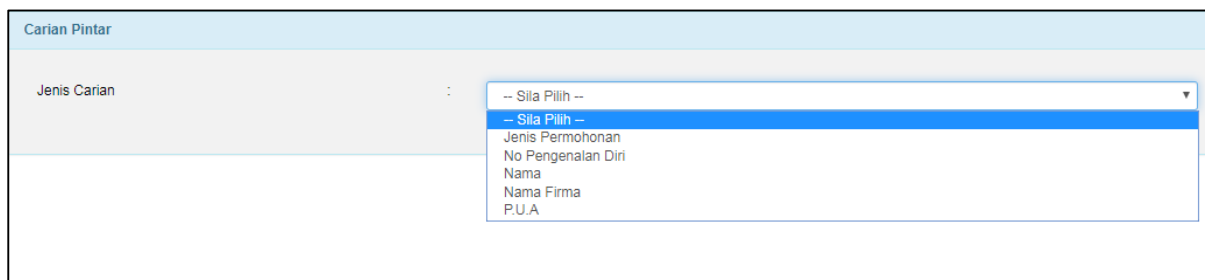 Carian Pintar
Jenis Carian : -- Sila Pilih --
-- Sila Pilih --
Jenis Permohonan
No Pengenalan Diri
Nama
Nama Firma
P.U.A